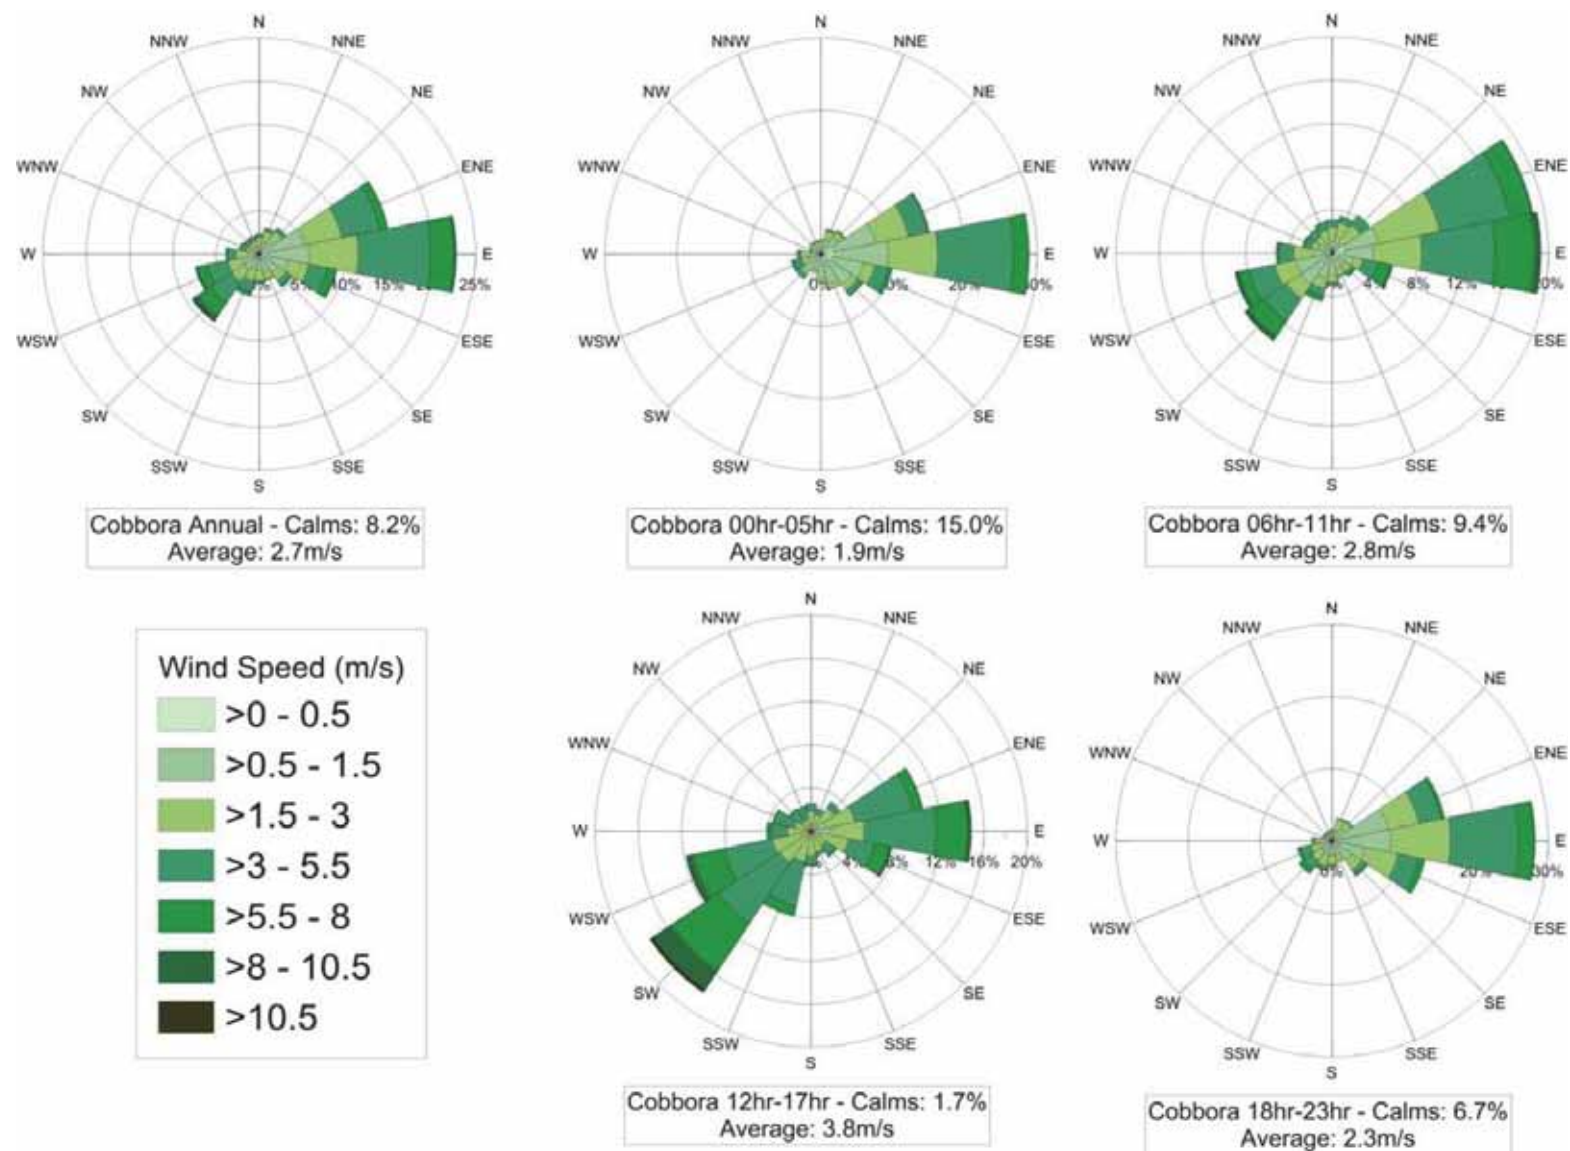 N
NNW NNE
NW NE
WNW ENE
W E
5% 10% 15% 25%
WSW ESE
SW SE
SSW SSE
S
Cobbora Annual - Calms: 8.2%
Average: 2.7m/s
N
NNW NNE
NW NE
WNW ENE
W E
0% 20%
WSW ESE
SW SE
SSW SSE
S
Cobbora 00hr-05hr - Calms: 15.0%
Average: 1.9m/s
N
NNW NNE
NW NE
WNW ENE
W E
8% 12% 20%
WSW ESE
SW SE
SSW SSE
S
Cobbora 06hr-11hr - Calms: 9.4%
Average: 2.8m/s
Wind Speed (m/s)
>0 - 0.5
>0.5 - 1.5
>1.5 - 3
>3 - 5.5
>5.5 - 8
>8 - 10.5
>10.5
N
NNW NNE
NW NE
WNW ENE
W E
4% 8% 12% 16% 20%
WSW ESE
SW SE
SSW SSE
S
Cobbora 12hr-17hr - Calms: 1.7%
Average: 3.8m/s
N
NNW NNE
NW NE
WNW ENE
W E
0% 20% 30%
WSW ESE
SW SE
SSW SSE
S
Cobbora 18hr-23hr - Calms: 6.7%
Average: 2.3m/s